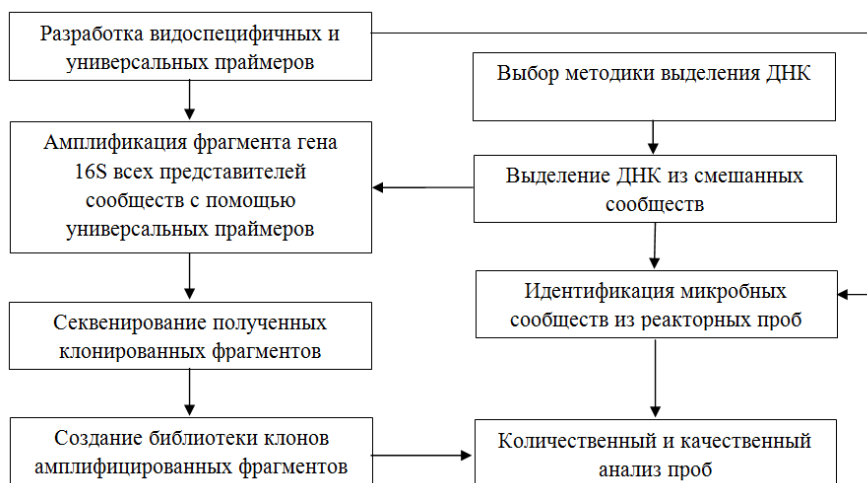 Разработка видоспецифичных и
универсальных праймеров
Выбор методики выделения ДНК
Амплификация фрагмента гена
16S всех представителей
сообществ с помощью
универсальных праймеров
Выделение ДНК из смешанных
сообществ
Секвенирование полученных
клонированных фрагментов
Идентификация микробных
сообществ из реакторных проб
Создание библиотеки клонов
амплифицированных фрагментов
Количественный и качественный
анализ проб